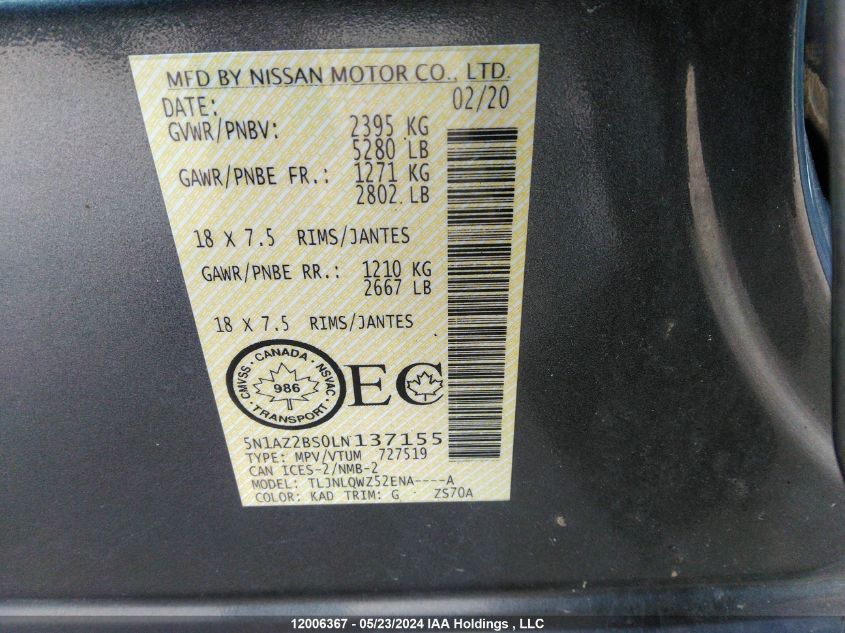 MFD BY NISSAN MOTOR CO., LTD.
DATE: 02/20
GVWR/PNBV: 2395 KG
5280 LB
GAWR/PNBE FR.: 1271 KG
2802 LB
18 X 7.5 RIMS/JANTES
GAWR/PNBE RR.: 1210 KG
2667 LB
18 X 7.5 RIMS/JANTES
CMVSS · CANADA · NSVAC · TRANSPORT ·
986
EC
5N1AZ2BS0LN137155
TYPE: MPV/VTUM 727519
CAN ICES-2/NMB-2
MODEL: TLJNLQWZ52ENA----A
COLOR: KAD TRIM: G ZS70A
12006367 - 05/23/2024 IAA Holdings , LLC